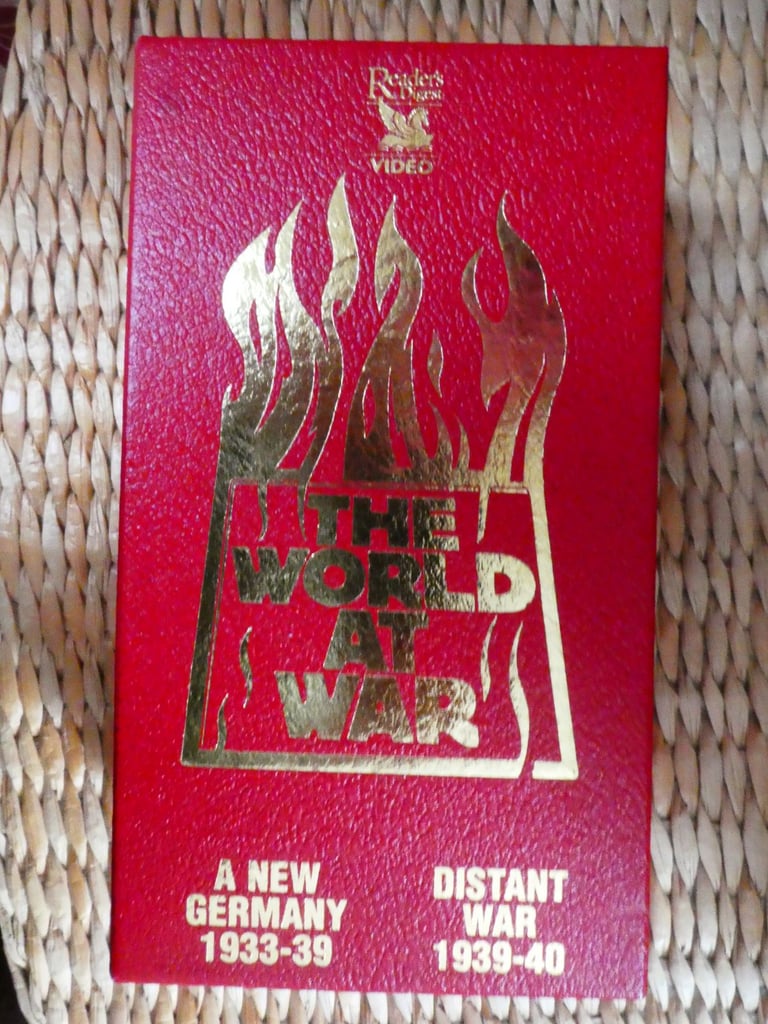 Reader's
Digest
VIDEO
THE
WORLD
AT
WAR
A NEW
GERMANY
1933-39
DISTANT
WAR
1939-40